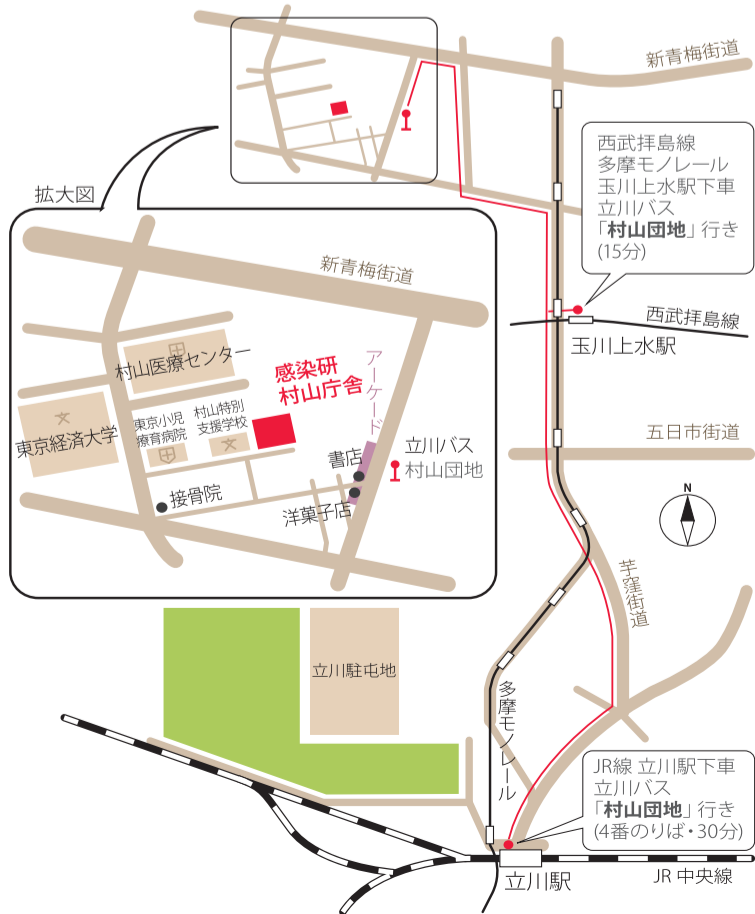 新青梅街道
西武拝島線
多摩モノレール
玉川上水駅下車
立川バス
「村山団地」行き
(15分)
拡大図
新青梅街道
村山医療センター
感染研
村山庁舎
アーケード
西武拝島線
玉川上水駅
東京経済大学
文
東京小児
療育病院
村山特別
支援学校
文
書店
立川バス
村山団地
五日市街道
接骨院
洋菓子店
N
芋窪街道
立川駐屯地
多摩モノレール
JR線 立川駅下車
立川バス
「村山団地」行き
(4番のりば・30分)
立川駅
JR 中央線